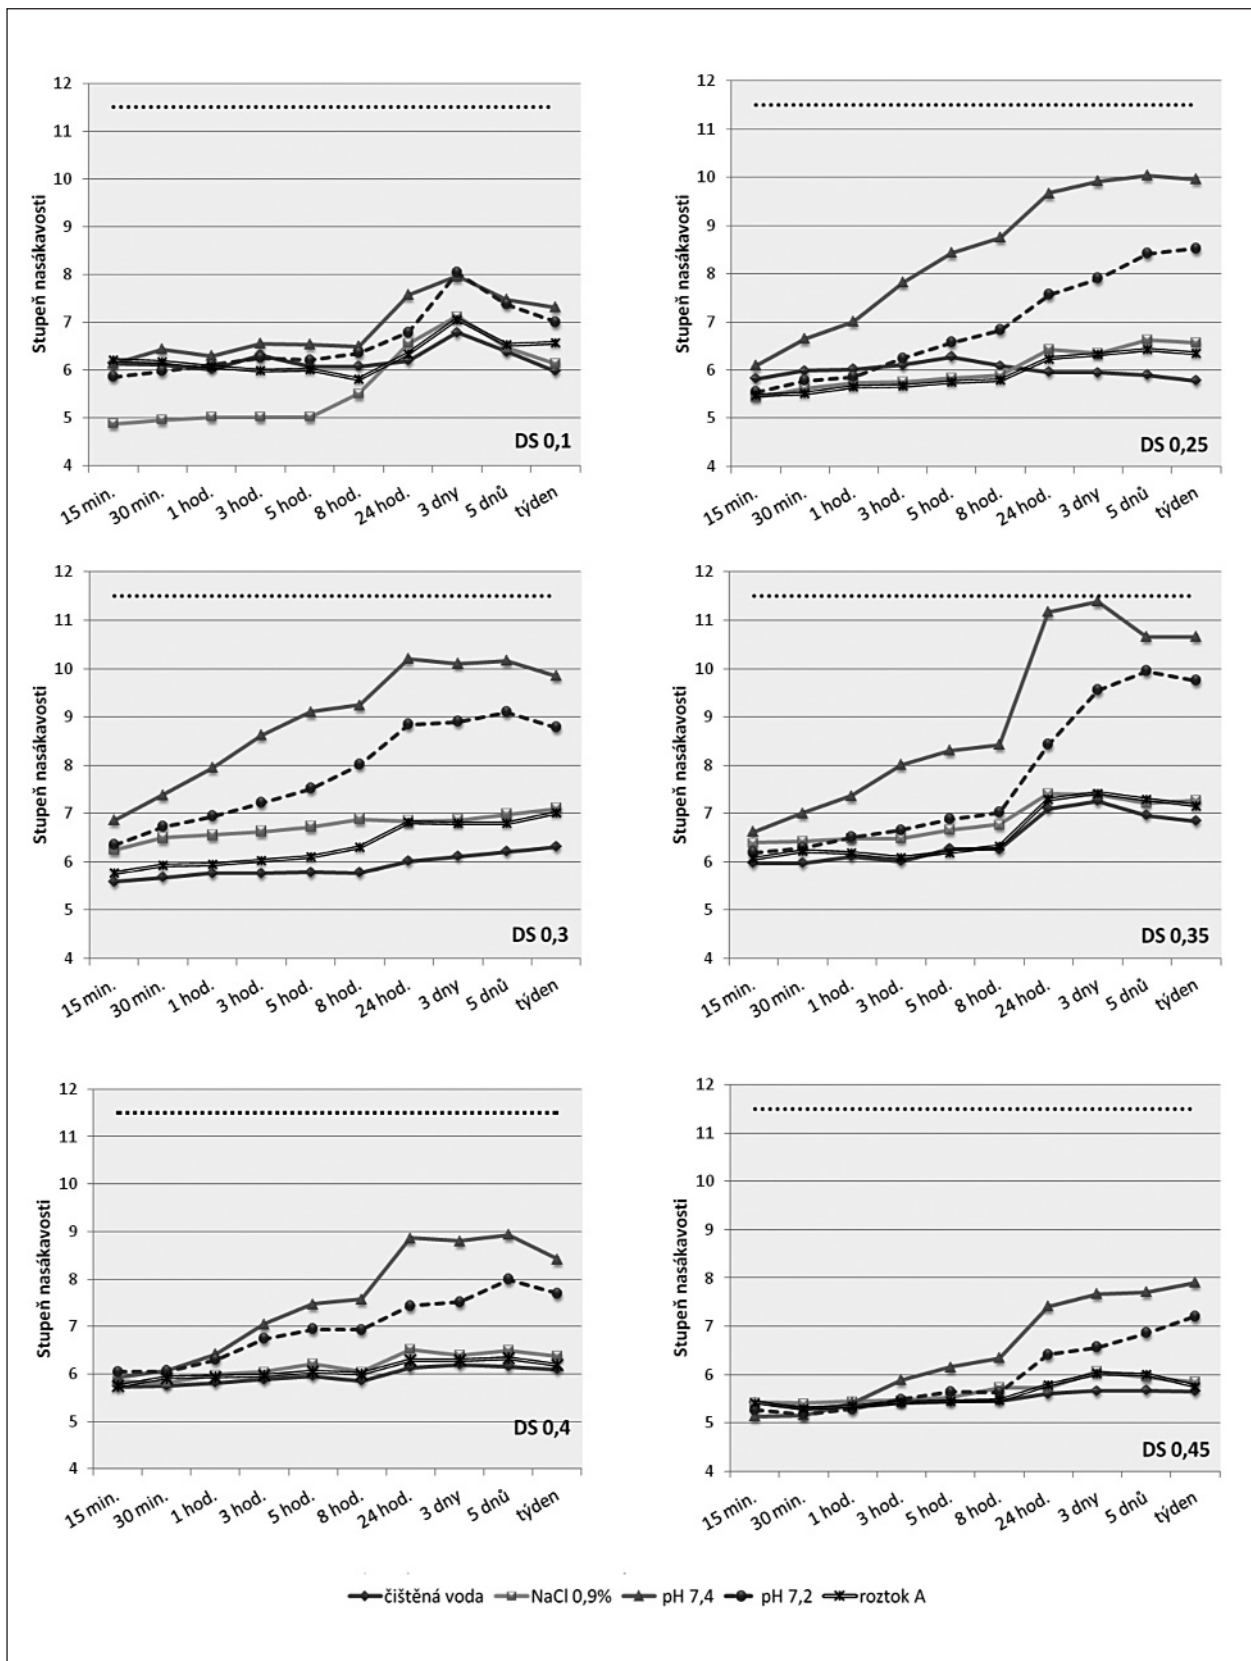 12
11
10
9
8
7
6
5
4
Stupeň nasákavosti
DS 0,1
15 min.
30 min.
1 hod.
3 hod.
5 hod.
8 hod.
24 hod.
3 dny
5 dnů
týden
12
11
10
9
8
7
6
5
4
Stupeň nasákavosti
DS 0,25
15 min.
30 min.
1 hod.
3 hod.
5 hod.
8 hod.
24 hod.
3 dny
5 dnů
týden
12
11
10
9
8
7
6
5
4
Stupeň nasákavosti
DS 0,3
15 min.
30 min.
1 hod.
3 hod.
5 hod.
8 hod.
24 hod.
3 dny
5 dnů
týden
12
11
10
9
8
7
6
5
4
Stupeň nasákavosti
DS 0,35
15 min.
30 min.
1 hod.
3 hod.
5 hod.
8 hod.
24 hod.
3 dny
5 dnů
týden
12
11
10
9
8
7
6
5
4
Stupeň nasákavosti
DS 0,4
15 min.
30 min.
1 hod.
3 hod.
5 hod.
8 hod.
24 hod.
3 dny
5 dnů
týden
12
11
10
9
8
7
6
5
4
Stupeň nasákavosti
DS 0,45
15 min.
30 min.
1 hod.
3 hod.
5 hod.
8 hod.
24 hod.
3 dny
5 dnů
týden
čištěná voda NaCl 0,9% pH 7,4 pH 7,2 roztok A